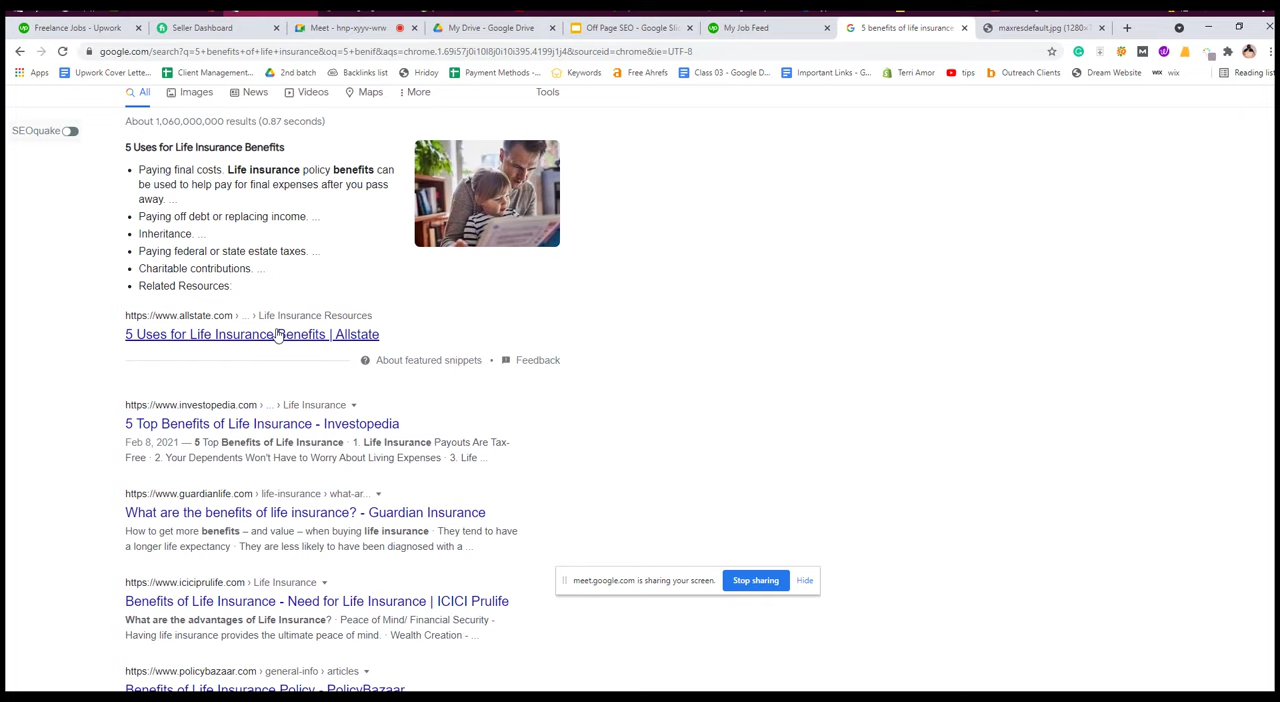 Freelance Jobs - Upwork
Seller Dashboard
Meet - hnp-xyyv-wrw
My Drive - Google Drive
Off Page SEO - Google Slid
My Job Feed
5 benefits of life insurance
maxresdefault.jpg (1280×
google.com/search?q=5+benefits+of+life+insurance&oq=5+benif&aqs=chrome.1.69i57j0i10l8j0i10i395.4199j1j4&sourceid=chrome&ie=UTF-8
Apps
Upwork Cover Lette...
Client Management...
2nd batch
Backlinks list
Hridoy
Payment Methods -...
Keywords
Free Ahrefs
Class 03 - Google D...
Important Links - G...
Terri Amor
tips
Outreach Clients
Dream Website
WIX wix
Reading list
All
Images
News
Videos
Maps
More
Tools
About 1,060,000,000 results (0.87 seconds)
SEOquake
5 Uses for Life Insurance Benefits
• Paying final costs. Life insurance policy benefits can
be used to help pay for final expenses after you pass
away. ...
• Paying off debt or replacing income. ...
• Inheritance. ...
• Paying federal or state estate taxes. ...
• Charitable contributions. ...
• Related Resources:
https://www.allstate.com › ... › Life Insurance Resources
5 Uses for Life Insurance Benefits | Allstate
About featured snippets • Feedback
https://www.investopedia.com › ... › Life Insurance
5 Top Benefits of Life Insurance - Investopedia
Feb 8, 2021 — 5 Top Benefits of Life Insurance · 1. Life Insurance Payouts Are Tax-
Free · 2. Your Dependents Won't Have to Worry About Living Expenses · 3. Life ...
https://www.guardianlife.com › life-insurance › what-ar...
What are the benefits of life insurance? - Guardian Insurance
How to get more benefits – and value – when buying life insurance · They tend to have
a longer life expectancy · They are less likely to have been diagnosed with a ...
meet.google.com is sharing your screen.
Stop sharing
Hide
https://www.iciciprulife.com › Life Insurance
Benefits of Life Insurance - Need for Life Insurance | ICICI Prulife
What are the advantages of Life Insurance? · Peace of Mind/ Financial Security -
Having life insurance provides the ultimate peace of mind. · Wealth Creation - ...
https://www.policybazaar.com › general-info › articles
Benefits of Life Insurance Policy - PolicyBazaar